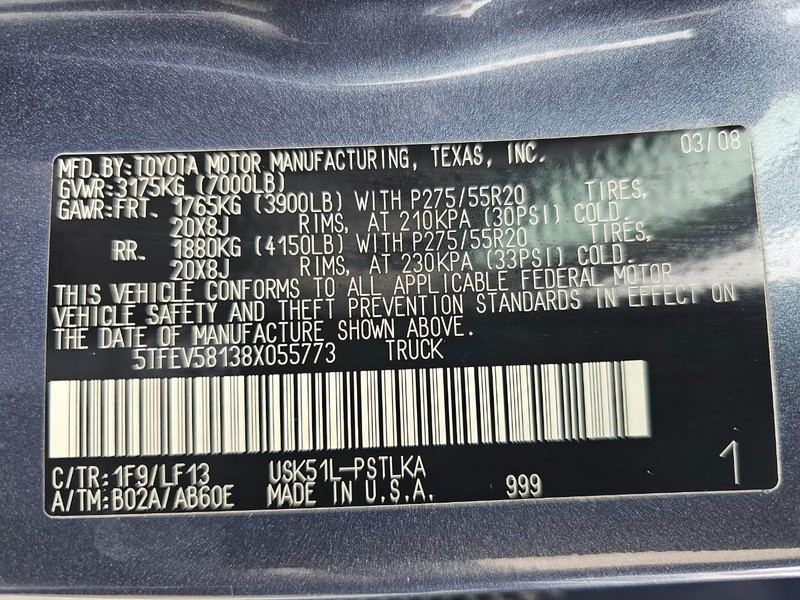 MFD.BY:TOYOTA MOTOR MANUFACTURING, TEXAS, INC. 03/08
GVWR:3175KG (7000LB)
GAWR:FRT. 1765KG (3900LB) WITH P275/55R20 TIRES,
20X8J RIMS, AT 210KPA (30PSI) COLD.
RR. 1880KG (4150LB) WITH P275/55R20 TIRES,
20X8J RIMS, AT 230KPA (33PSI) COLD.
THIS VEHICLE CONFORMS TO ALL APPLICABLE FEDERAL MOTOR
VEHICLE SAFETY AND THEFT PREVENTION STANDARDS IN EFFECT ON
THE DATE OF MANUFACTURE SHOWN ABOVE.
5TFEV58138X055773 TRUCK
C/TR:1F9/LF13 USK51L-PSTLKA
A/TM:B02A/AB60E MADE IN U.S.A. 999 1